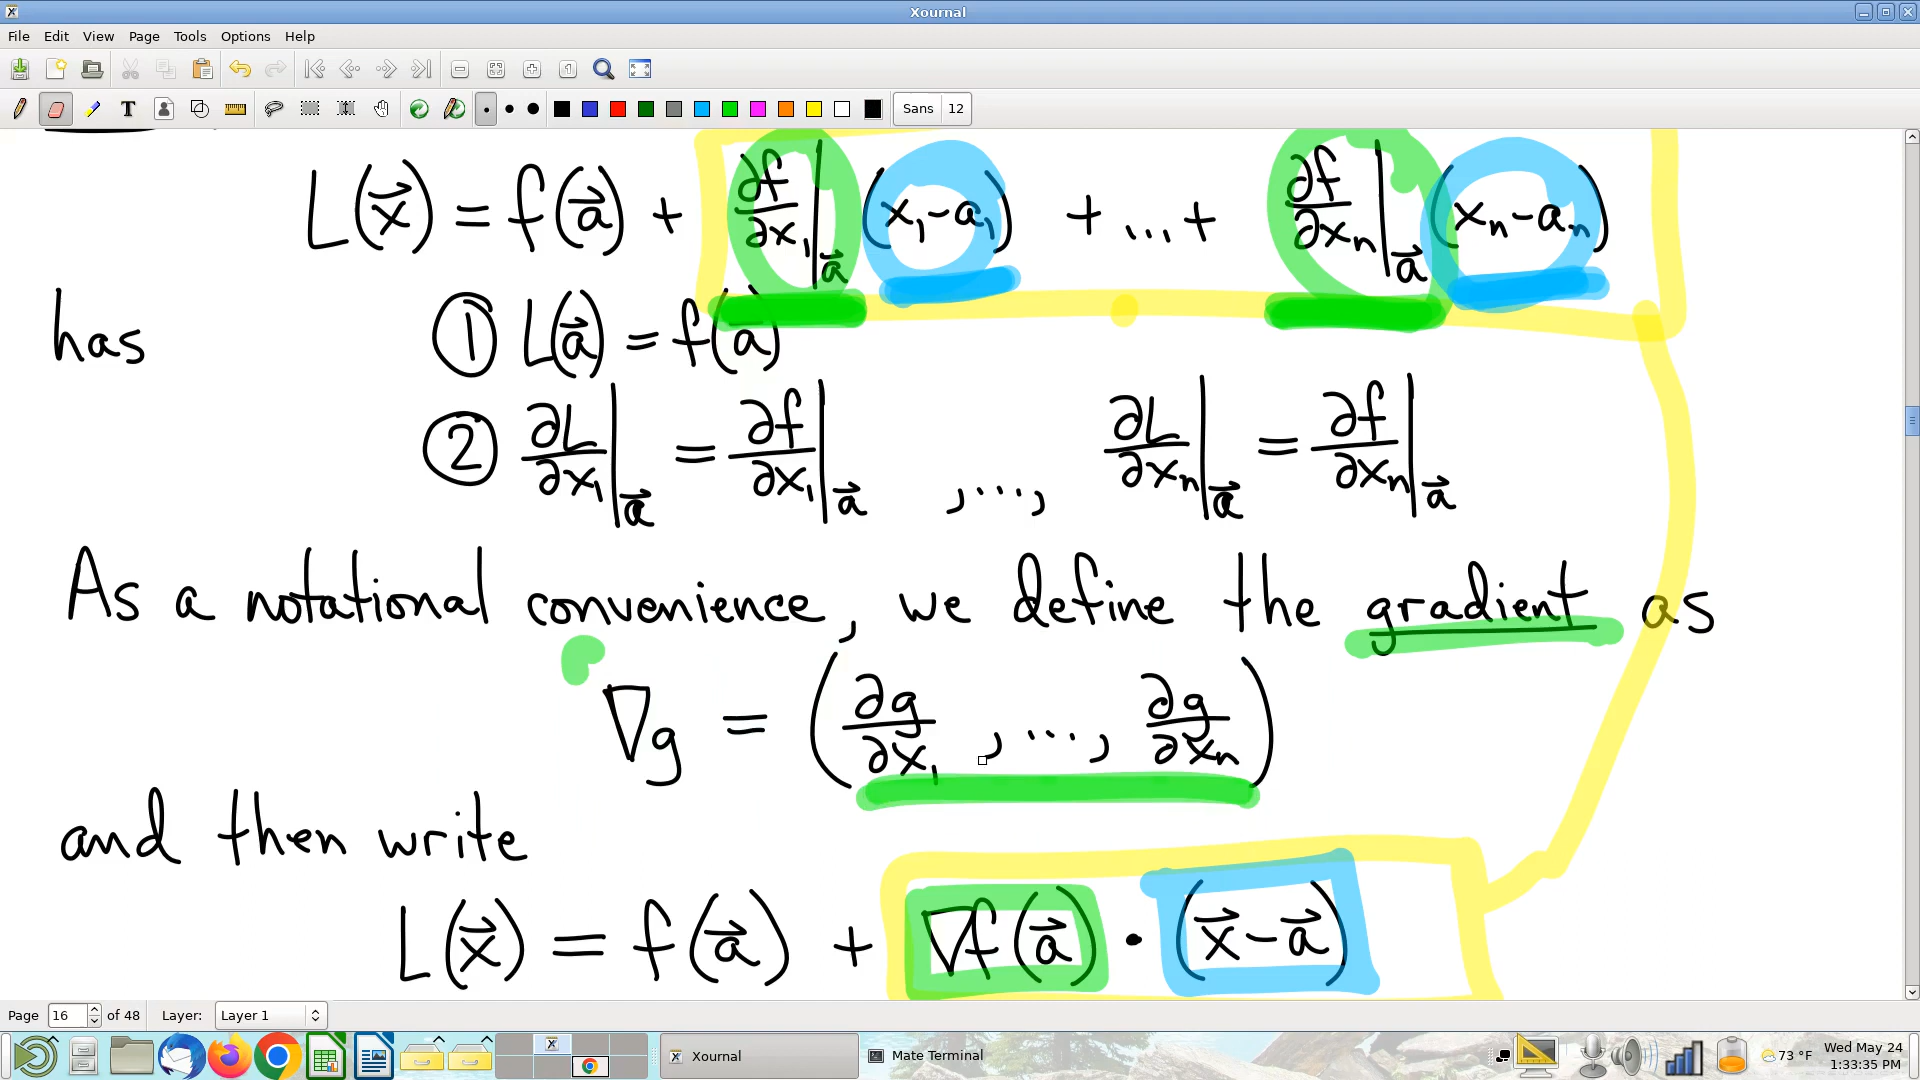 Xournal
File Edit View Page Tools Options Help
Sans 12
L(x⃗) = f(a⃗) + ∂f/∂x₁|a⃗ (x₁-a₁) + ... + ∂f/∂xₙ|a⃗ (xₙ-aₙ)
has ① L(a⃗) = f(a⃗)
② ∂L/∂x₁|a⃗ = ∂f/∂x₁|a⃗ ,..., ∂L/∂xₙ|a⃗ = ∂f/∂xₙ|a⃗
As a notational convenience, we define the gradient as
∇g = (∂g/∂x₁ ,..., ∂g/∂xₙ)
and then write
L(x⃗) = f(a⃗) + ∇f(a⃗) • (x⃗-a⃗)
Page 16 of 48 Layer: Layer 1
Xournal Mate Terminal 73 °F Wed May 24
1:33:35 PM